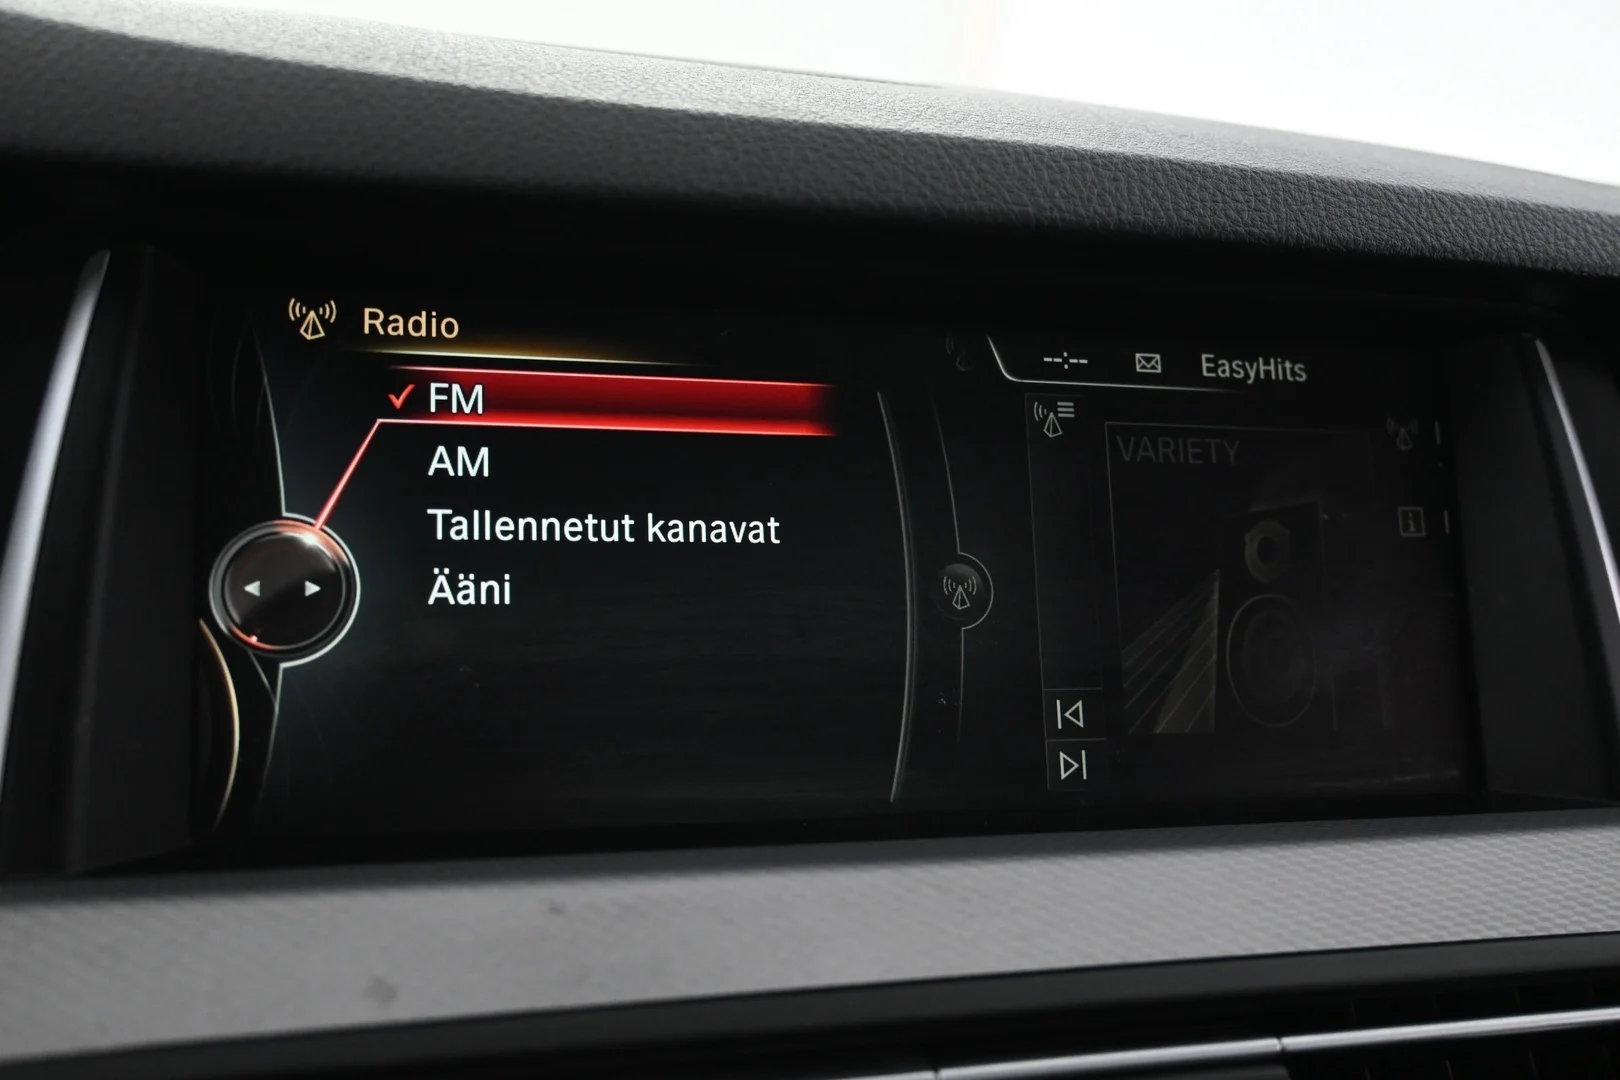 Radio
FM
AM
Tallennetut kanavat
Ääni
--:-- EasyHits
VARIETY